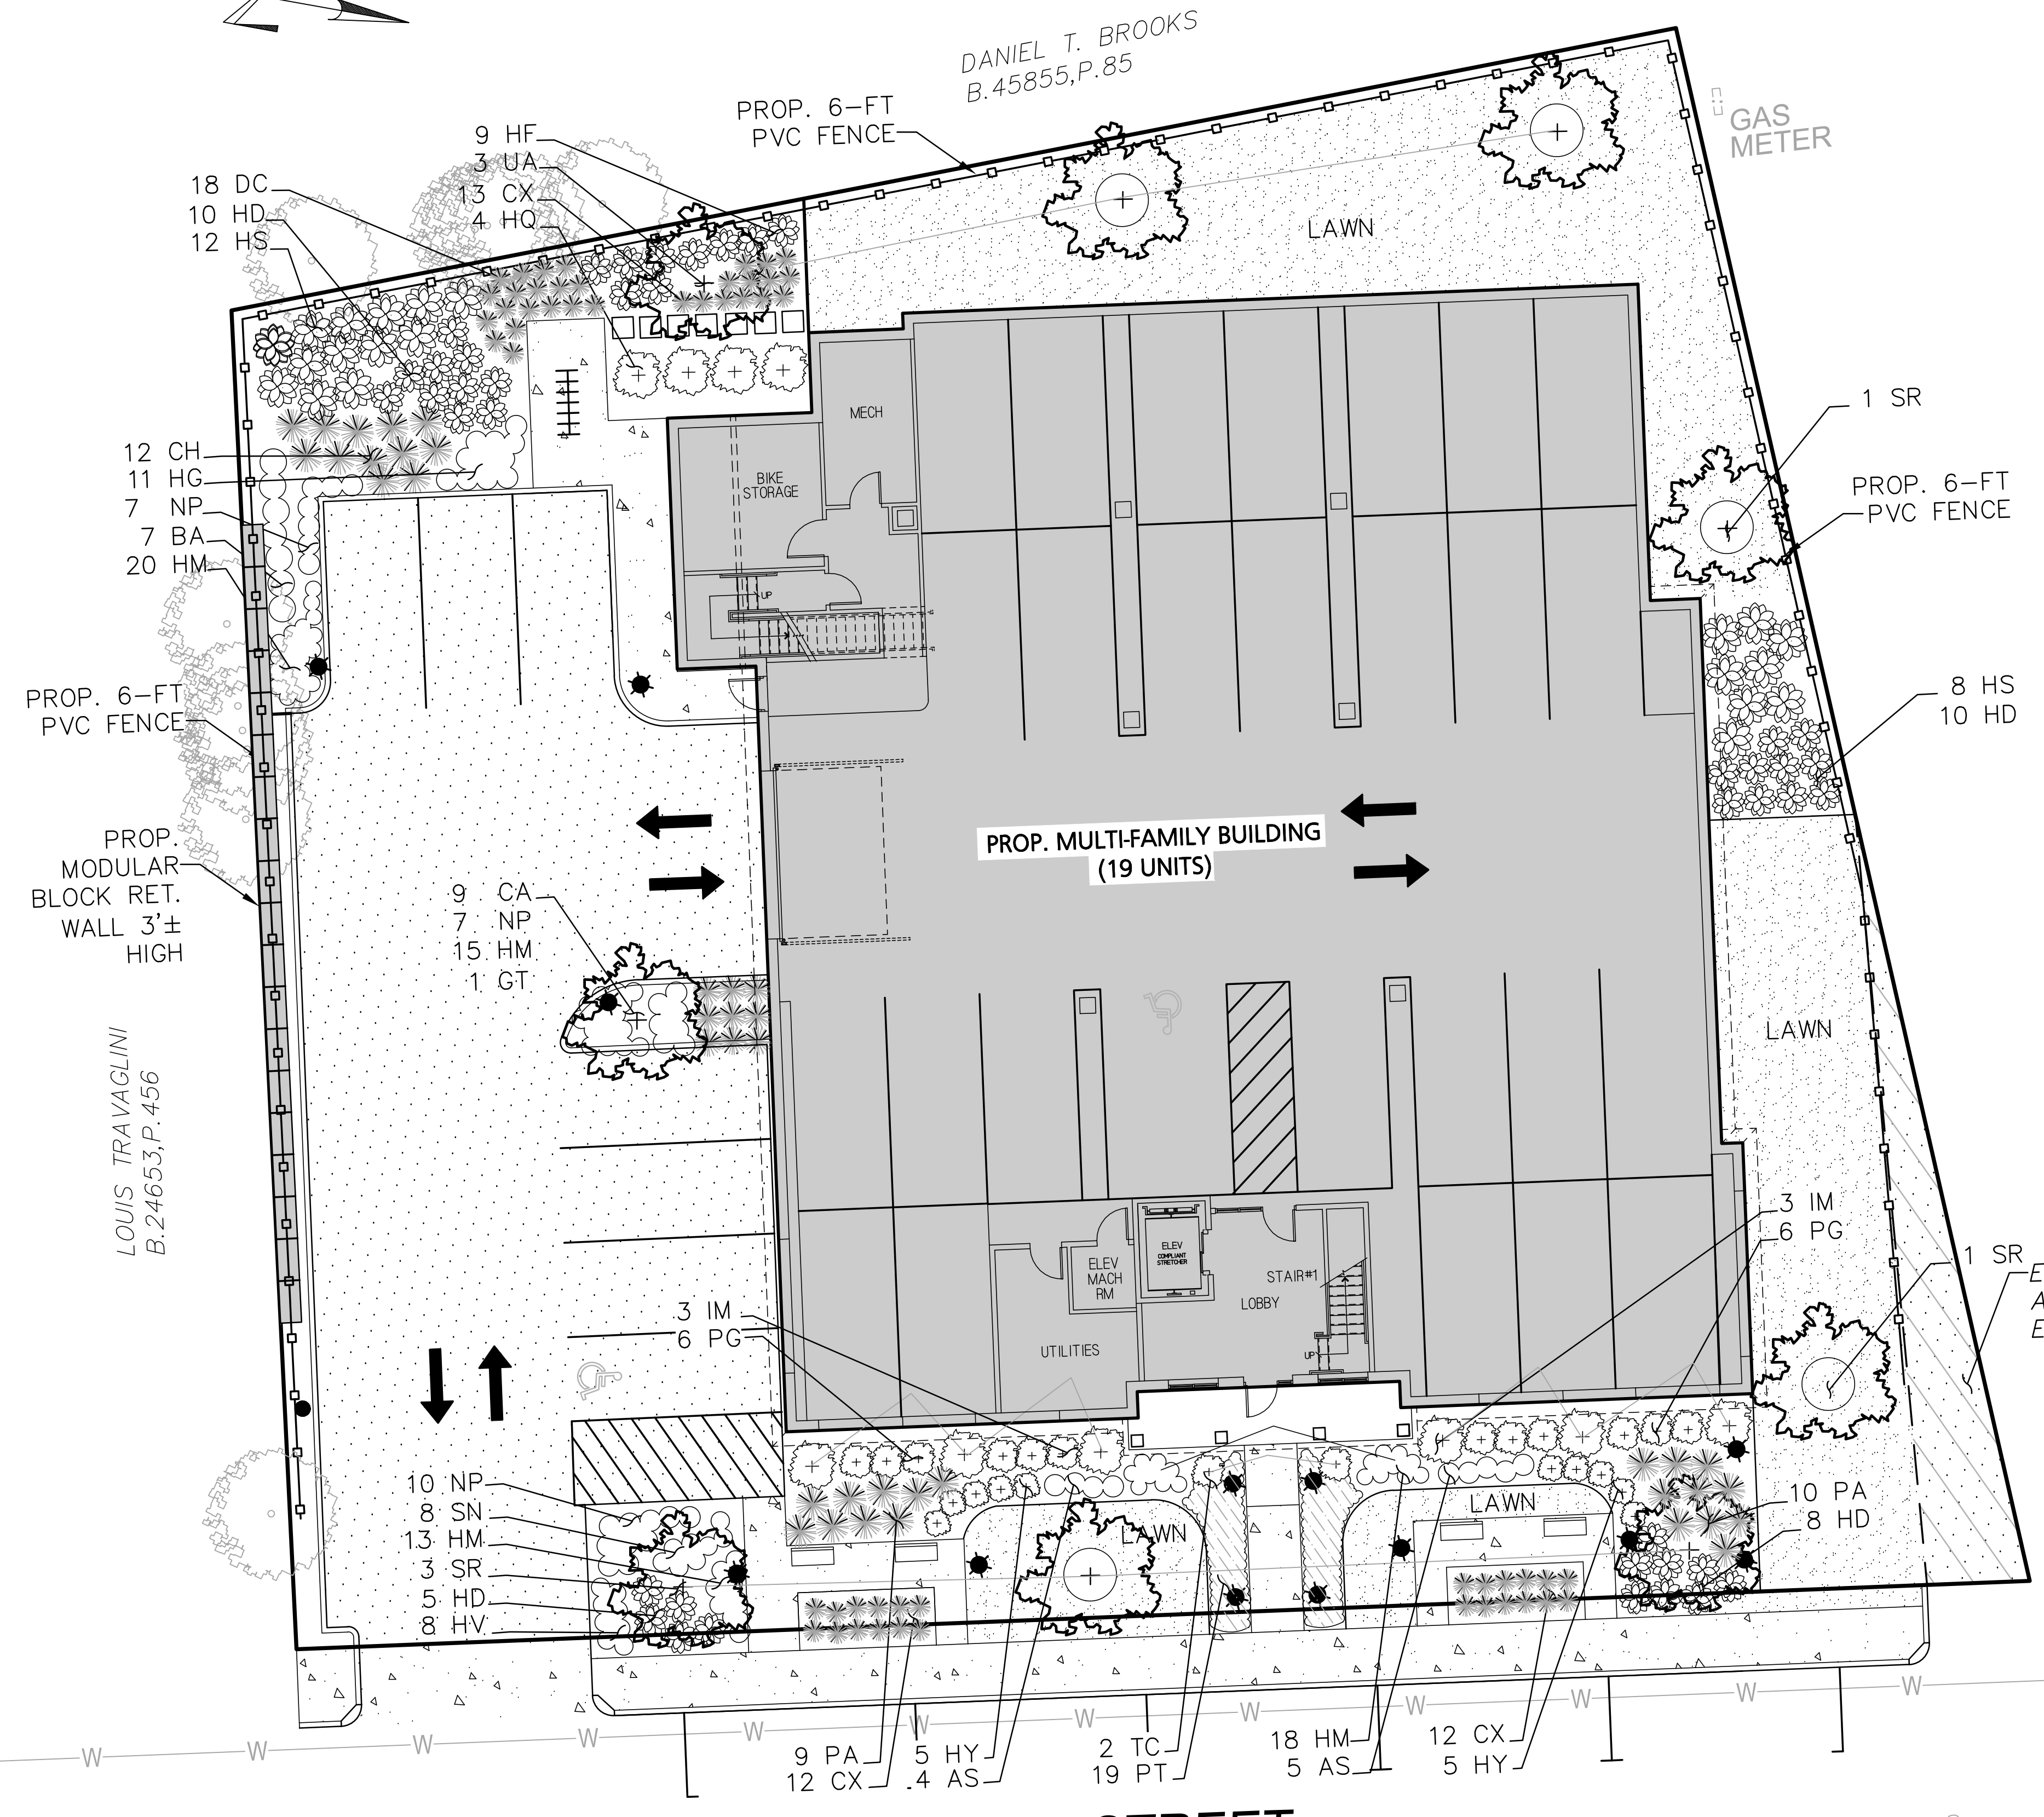 DANIEL T. BROOKS
B.45855,P.85
GAS
METER
PROP. 6-FT
PVC FENCE
9 HF
3 UA
13 CX
4 HQ
18 DC
10 HD
12 HS
LAWN
1 SR
PROP. 6-FT
PVC FENCE
MECH
BIKE
STORAGE
UP
12 CH
11 HG
7 NP
7 BA
20 HM
PROP. 6-FT
PVC FENCE
8 HS
10 HD
PROP.
MODULAR
BLOCK RET.
WALL 3'±
HIGH
PROP. MULTI-FAMILY BUILDING
(19 UNITS)
9 CA
7 NP
15 HM
1 GT
LAWN
LOUIS TRAVAGLINI
B.24653,P.456
3 IM
6 PG
1 SR
E
A
E
ELEV
COMPLIANT
STRETCHER
ELEV
MACH
RM
STAIR#1
LOBBY
UTILITIES
UP
3 IM
6 PG
10 NP
8 SN
13 HM
3 SR
5 HD
8 HV
LAWN
LAWN
10 PA
8 HD
9 PA
12 CX
5 HY
4 AS
2 TC
19 PT
18 HM
5 AS
12 CX
5 HY
W W W W W W W W W W W W